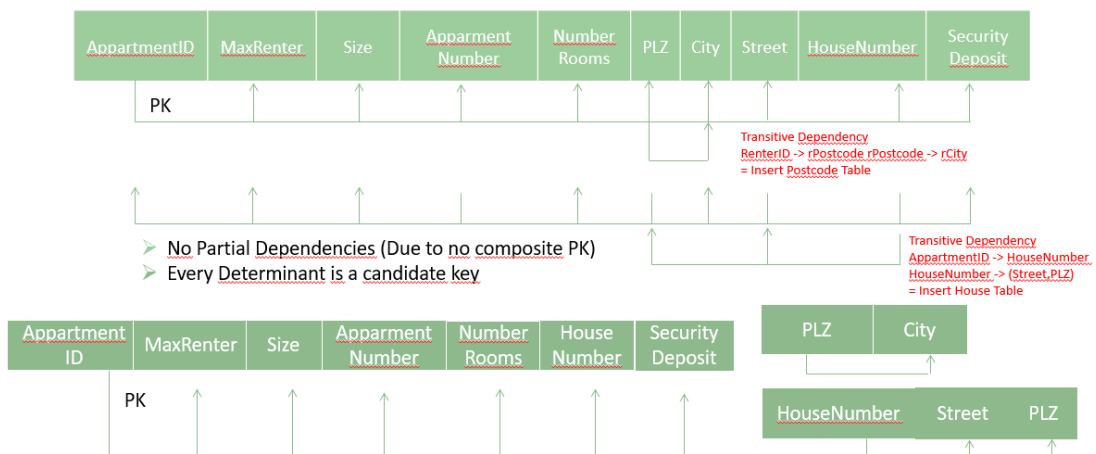 AppartmentID MaxRenter Size Apparment Number Number Rooms PLZ City Street HouseNumber Security Deposit
PK
Transitive Dependency
RenterID -> rPostcode rPostcode -> rCity
= Insert Postcode Table
No Partial Dependencies (Due to no composite PK)
Every Determinant is a candidate key
Transitive Dependency
AppartmentID -> HouseNumber
HouseNumber -> (Street,PLZ)
= Insert House Table
Appartment ID MaxRenter Size Apparment Number Number Rooms House Number Security Deposit
PK
PLZ City
HouseNumber Street PLZ